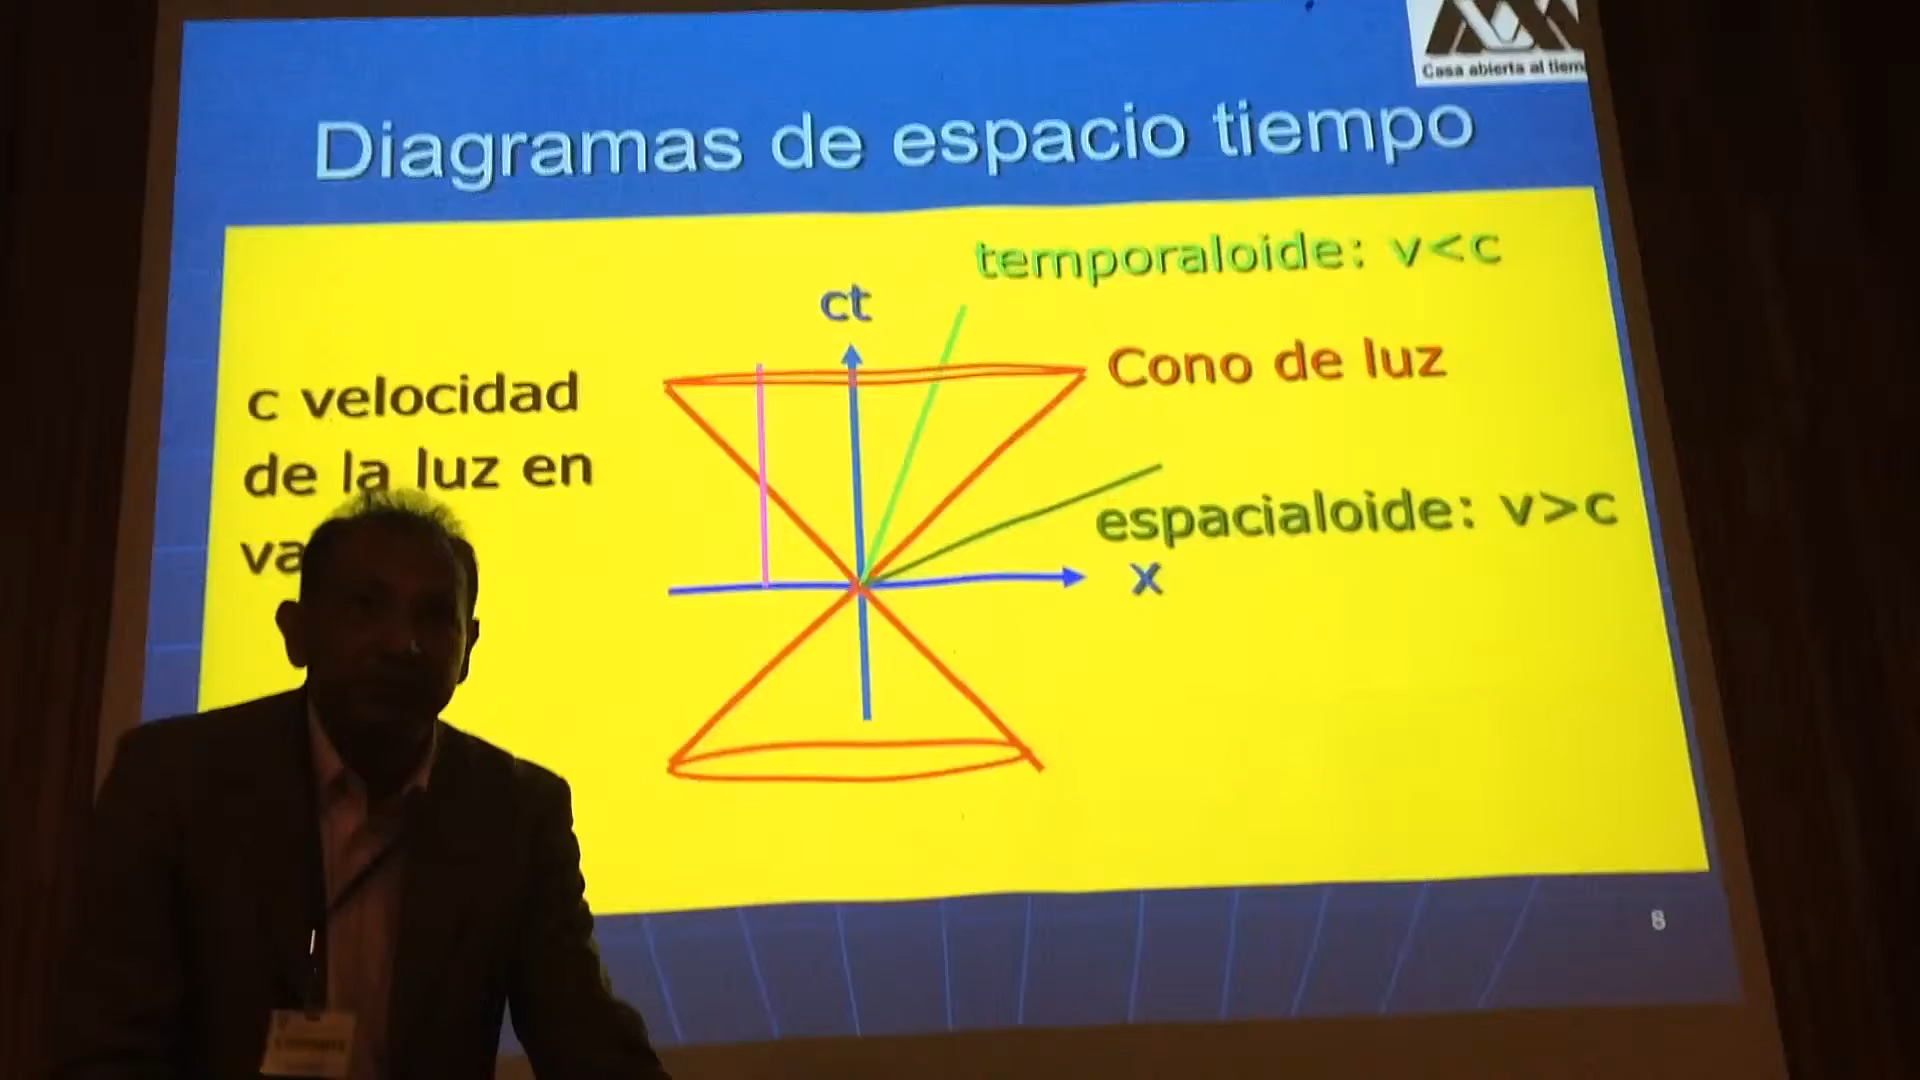 Casa abierta al tiem
Diagramas de espacio tiempo
temporaloide: v<c
ct
Cono de luz
c velocidad
de la luz en
va
espacialoide: v>c
x
8